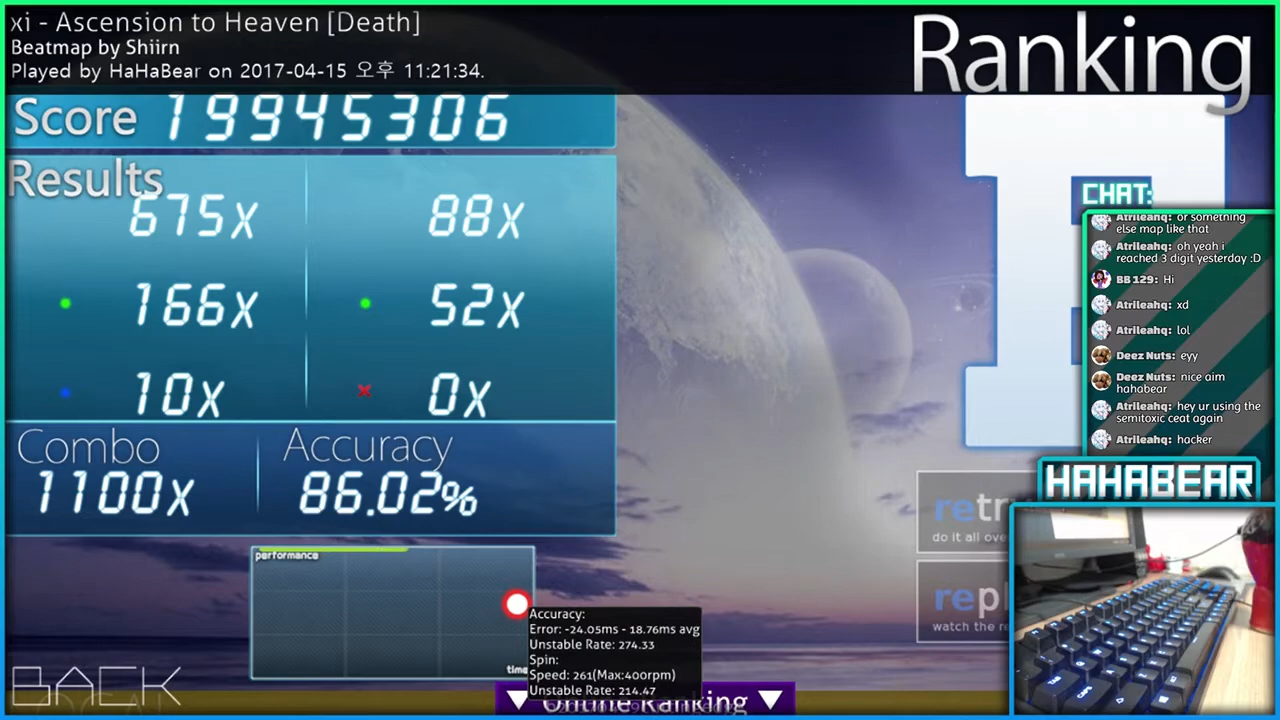 xi - Ascension to Heaven [Death]
Beatmap by Shiirn
Played by HaHaBear on 2017-04-15 오후 11:21:34.
Ranking
Score 19945306
Results
675x 88x
166x 52x
10x 0x
Combo Accuracy
1100x 86.02%
performance
time
Accuracy:
Error: -24.05ms - 18.76ms avg
Unstable Rate: 274.33
Spin:
Speed: 261(Max:400rpm)
Unstable Rate: 214.47
Online Ranking
BACK
retry
do it all over
repl
watch the re
CHAT:
Atrileahq: or something
else map like that
Atrileahq: oh yeah i
reached 3 digit yesterday :D
BB 129: Hi
Atrileahq: xd
Atrileahq: lol
Deez Nuts: eyy
Deez Nuts: nice aim
hahabear
Atrileahq: hey ur using the
semitoxic ceat again
Atrileahq: hacker
HAHABEAR